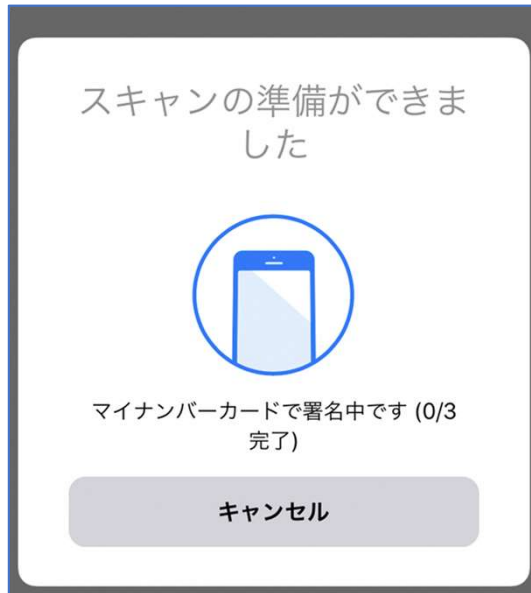 スキャンの準備ができま
した
マイナンバーカードで署名中です (0/3
完了)
キャンセル